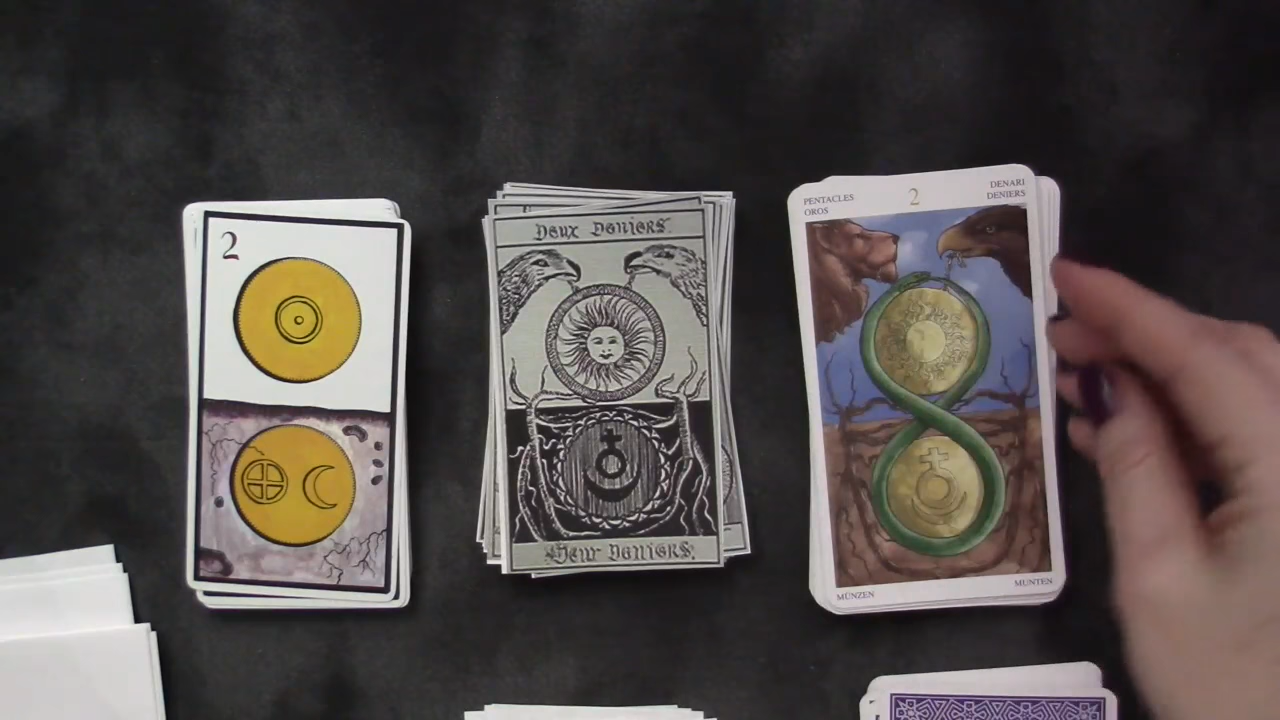 2
Deux Deniers.
Deux Deniers.
PENTACLES
OROS
2
DENARI
DENIERS
MÜNZEN
MUNTEN